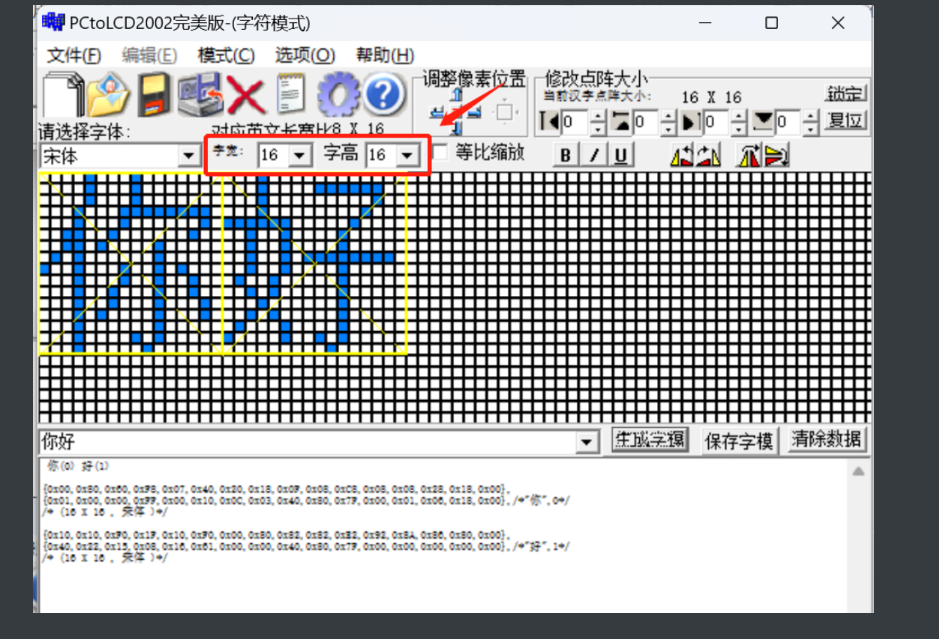 PCtoLCD2002完美版-(字符模式)
文件(F) 编辑(E) 模式(C) 选项(O) 帮助(H)
调整像素位置 修改点阵大小
当前汉字点阵大小: 16 X 16 锁定
0 0 0 0 复位
请选择字体: 对应英文长宽比8 X 16
宋体 字宽: 16 字高 16 等比缩放 B I U
你好
你好 生成字模 保存字模 清除数据
你(0) 好(1)
{0x00,0x80,0x60,0xF8,0x07,0x40,0x20,0x18,0x0F,0x08,0xC8,0x08,0x08,0x28,0x18,0x00},
{0x01,0x00,0x00,0xFF,0x00,0x10,0x0C,0x03,0x40,0x80,0x7F,0x00,0x01,0x06,0x18,0x00},/*"你",0*/
/* (16 X 16 , 宋体 )*/
{0x10,0x10,0xF0,0x1F,0x10,0xF0,0x00,0x80,0x82,0x82,0xE2,0x92,0x8A,0x86,0x80,0x00},
{0x40,0x22,0x15,0x08,0x16,0x61,0x00,0x00,0x40,0x80,0x7F,0x00,0x00,0x00,0x00,0x00},/*"好",1*/
/* (16 X 16 , 宋体 )*/